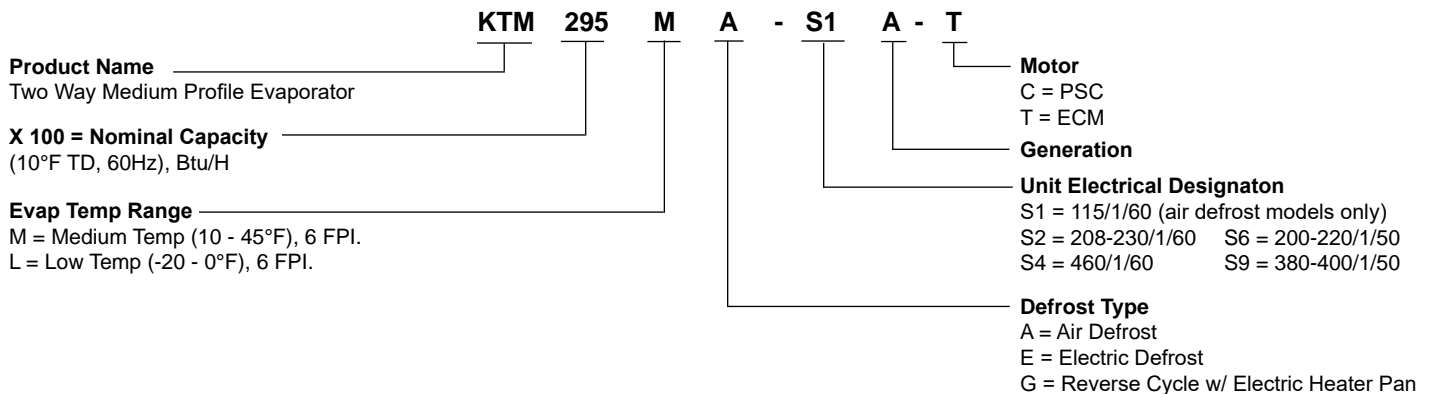 KTM 295 M A - S1 A - T
Product Name
Two Way Medium Profile Evaporator
X 100 = Nominal Capacity
(10°F TD, 60Hz), Btu/H
Evap Temp Range
M = Medium Temp (10 - 45°F), 6 FPI.
L = Low Temp (-20 - 0°F), 6 FPI.
Motor
C = PSC
T = ECM
Generation
Unit Electrical Designaton
S1 = 115/1/60 (air defrost models only)
S2 = 208-230/1/60 S6 = 200-220/1/50
S4 = 460/1/60 S9 = 380-400/1/50
Defrost Type
A = Air Defrost
E = Electric Defrost
G = Reverse Cycle w/ Electric Heater Pan